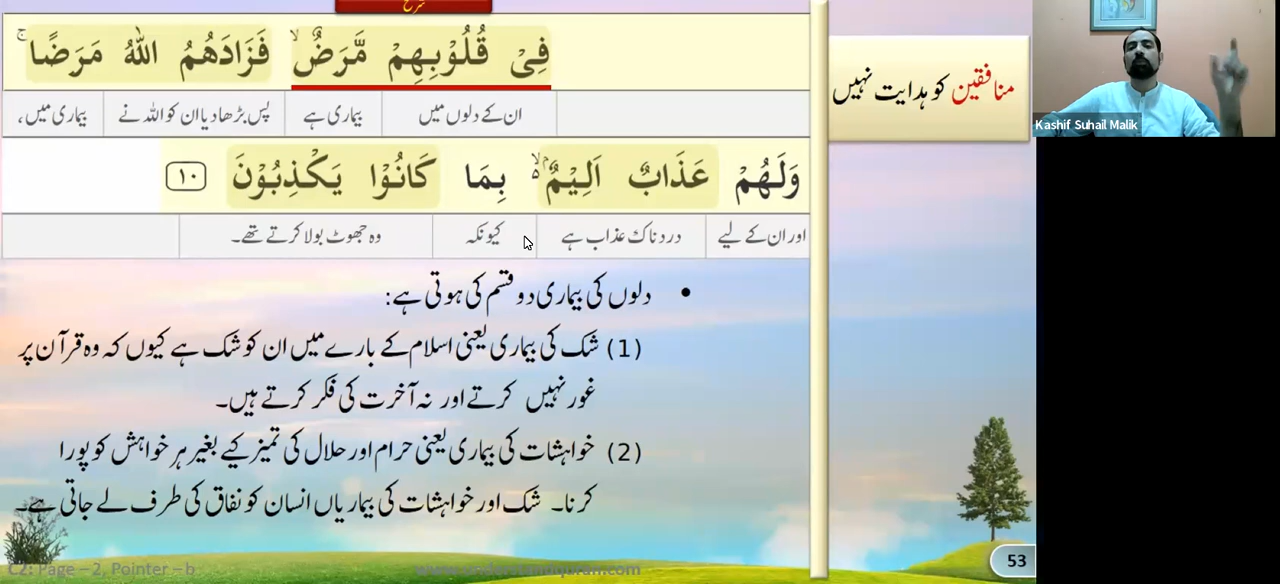 شرح
فِیْ قُلُوْبِهِمْ مَّرَضٌ ۙ فَزَادَهُمُ اللّٰهُ مَرَضًا ۚ
ان کے دلوں میں بیماری ہے پس بڑھا دیا ان کو اللہ نے بیماری میں،
وَلَهُمْ عَذَابٌ اَلِیْمٌۢ ۙ۬ بِمَا كَانُوْا یَكْذِبُوْنَ ١٠
اور ان کے لیے دردناک عذاب ہے کیونکہ وہ جھوٹ بولا کرتے تھے۔
• دلوں کی بیماری دو قسم کی ہوتی ہے:
(1) شک کی بیماری یعنی اسلام کے بارے میں ان کو شک ہے کیوں کہ وہ قرآن پر
غور نہیں کرتے اور نہ آخرت کی فکر کرتے ہیں۔
(2) خواہشات کی بیماری یعنی حرام اور حلال کی تمیز کیے بغیر ہر خواہش کو پورا
کرنا۔ شک اور خواہشات کی بیماریاں انسان کو نفاق کی طرف لے جاتی ہے۔
منافقین کو ہدایت نہیں
Kashif Suhail Malik
C2: Page – 2, Pointer – b
www.understandquran.com
53